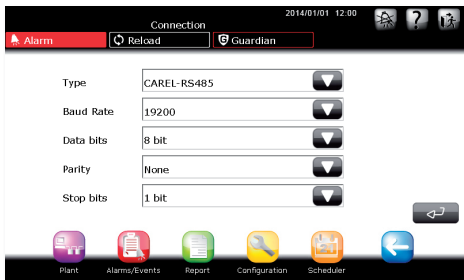 Connection
2014/01/01 12:00
Alarm
Reload
Guardian
Type CAREL-RS485
Baud Rate 19200
Data bits 8 bit
Parity None
Stop bits 1 bit
Plant Alarms/Events Report Configuration Scheduler